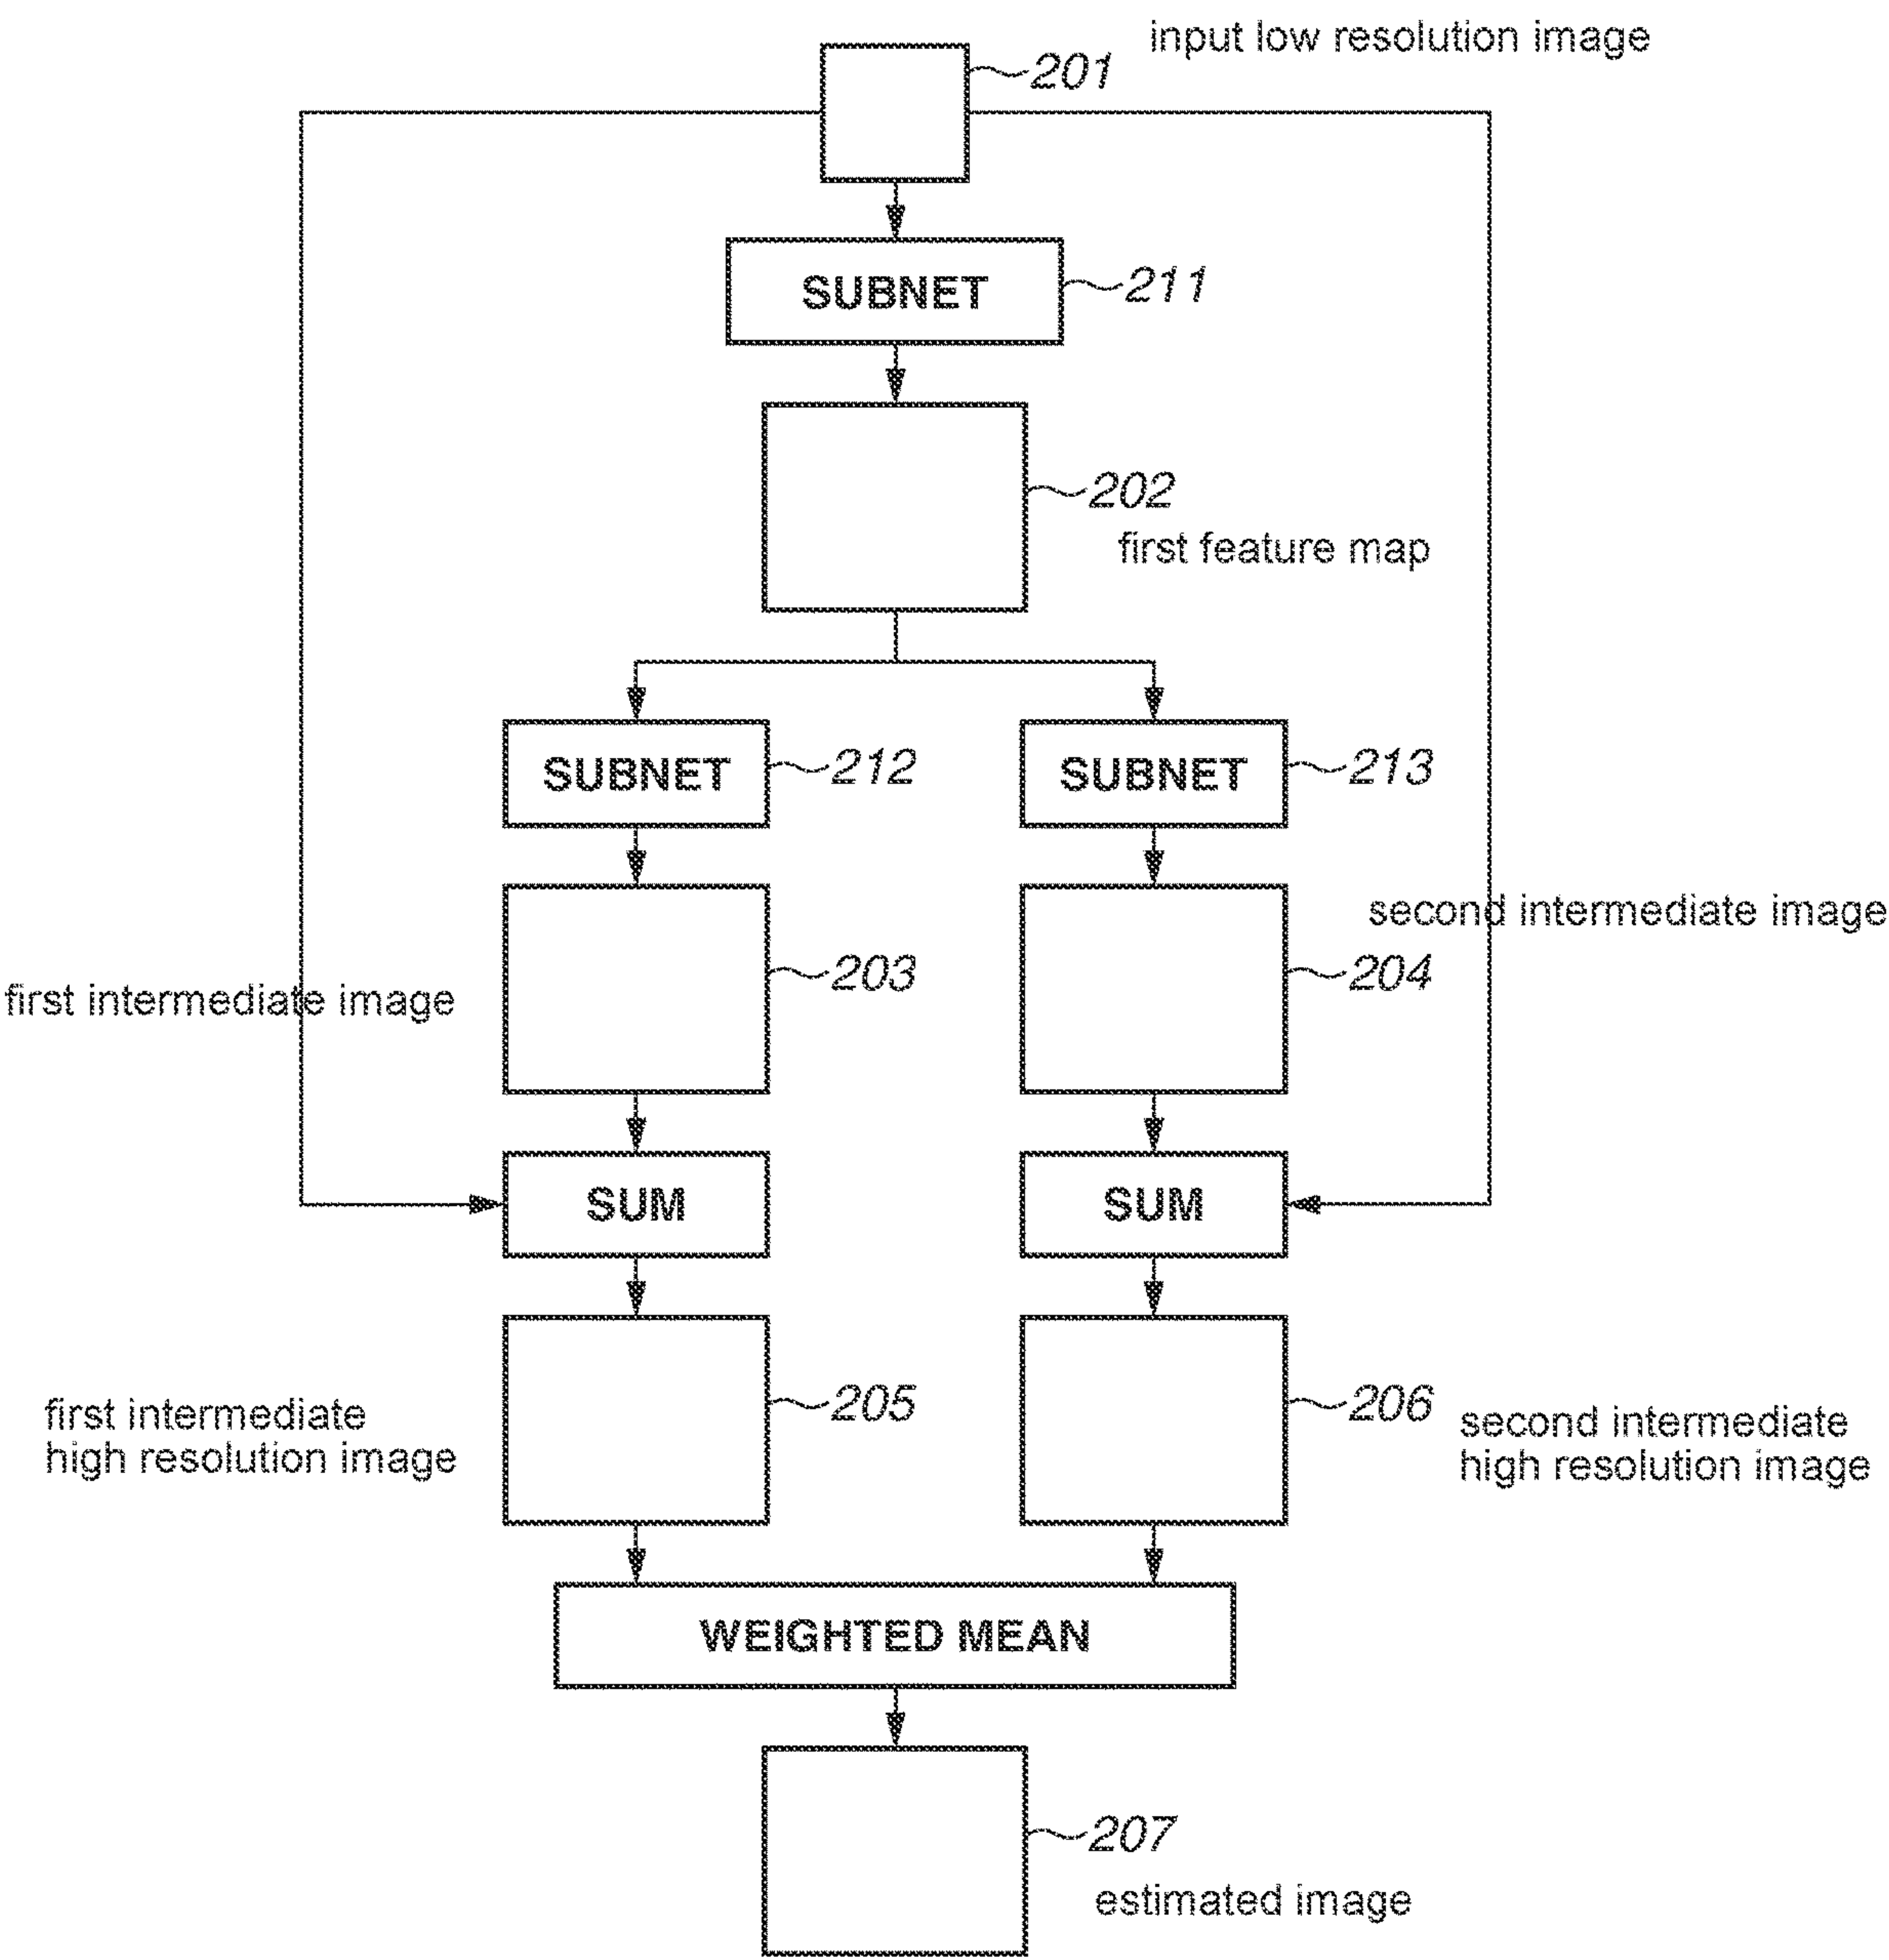 input low resolution image
201
SUBNET
211
202
first feature map
SUBNET
212
SUBNET
213
second intermediate image
203
204
first intermediate image
SUM
SUM
205
206
first intermediate
high resolution image
second intermediate
high resolution image
WEIGHTED MEAN
207
estimated image